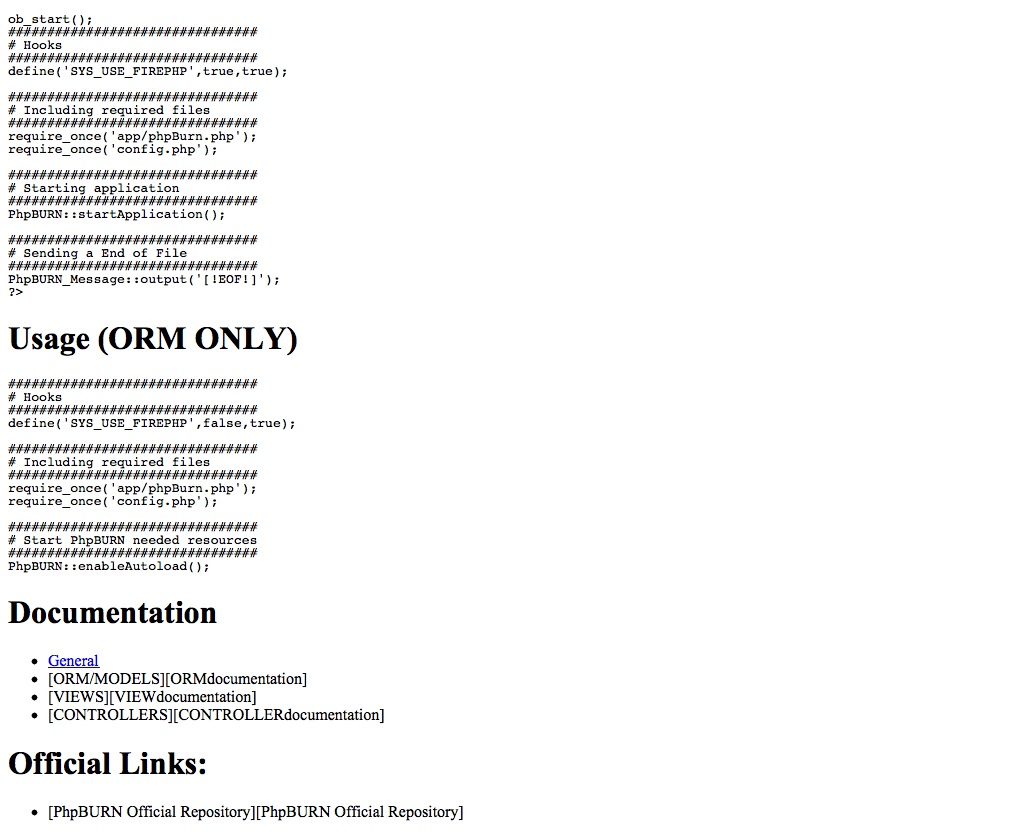 ob_start();
################################
# Hooks
################################
define('SYS_USE_FIREPHP',true,true);
################################
# Including required files
################################
require_once('app/phpBurn.php');
require_once('config.php');
################################
# Starting application
################################
PhpBURN::startApplication();
################################
# Sending a End of File
################################
PhpBURN_Message::output('[!EOF!]');
?>
Usage (ORM ONLY)
################################
# Hooks
################################
define('SYS_USE_FIREPHP',false,true);
################################
# Including required files
################################
require_once('app/phpBurn.php');
require_once('config.php');
################################
# Start PhpBURN needed resources
################################
PhpBURN::enableAutoload();
Documentation
• General
• [ORM/MODELS][ORMdocumentation]
• [VIEWS][VIEWdocumentation]
• [CONTROLLERS][CONTROLLERdocumentation]
Official Links:
• [PhpBURN Official Repository][PhpBURN Official Repository]